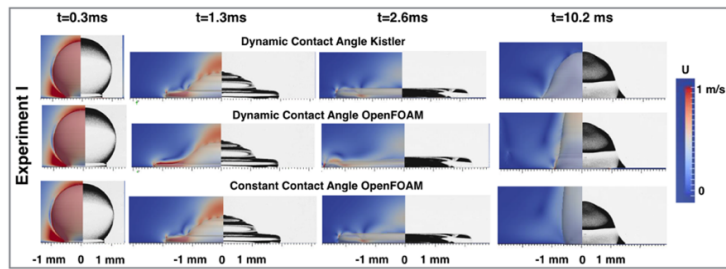 t=0.3ms t=1.3ms t=2.6ms t=10.2 ms
Dynamic Contact Angle Kistler
U
1 m/s
Dynamic Contact Angle OpenFOAM
Experiment I
0
Constant Contact Angle OpenFOAM
-1 mm 0 1 mm -1 mm 0 1 mm -1 mm 0 1 mm -1 mm 0 1 mm